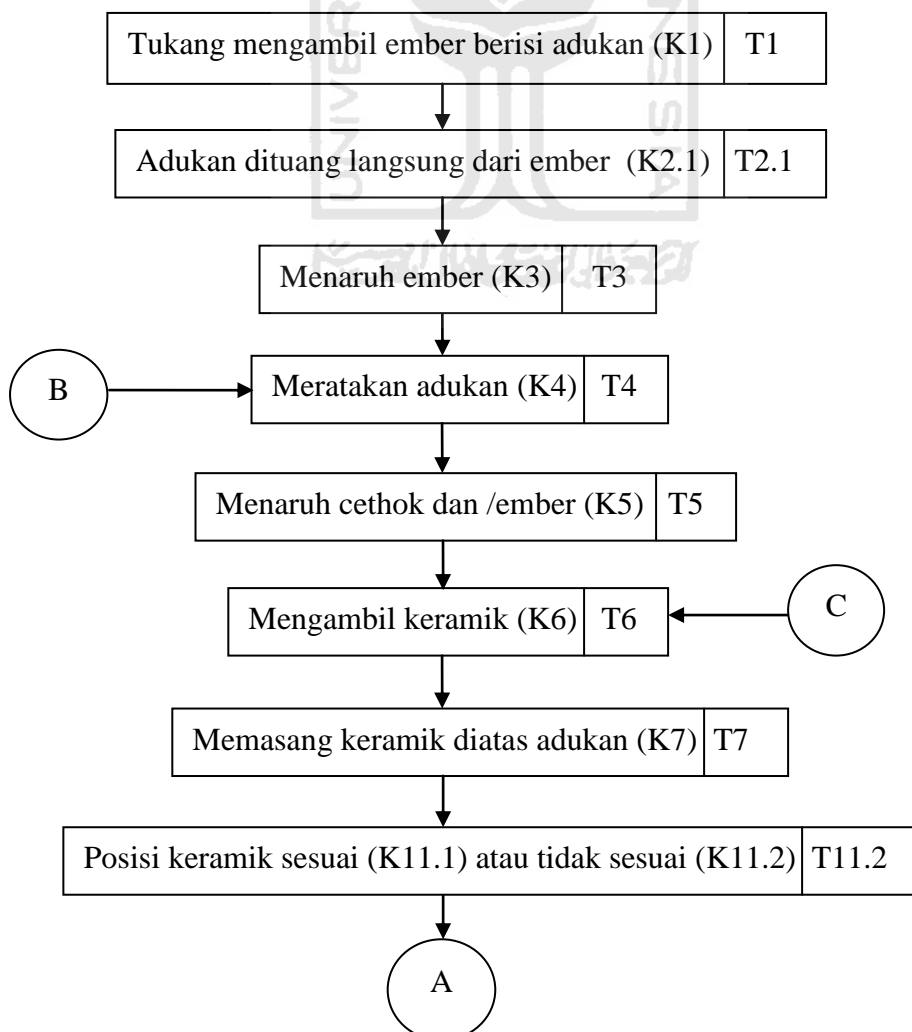 Tukang mengambil ember berisi adukan (K1) T1
Adukan dituang langsung dari ember (K2.1) T2.1
Menaruh ember (K3) T3
B
Meratakan adukan (K4) T4
Menaruh cethok dan /ember (K5) T5
Mengambil keramik (K6) T6
C
Memasang keramik diatas adukan (K7) T7
Posisi keramik sesuai (K11.1) atau tidak sesuai (K11.2) T11.2
A